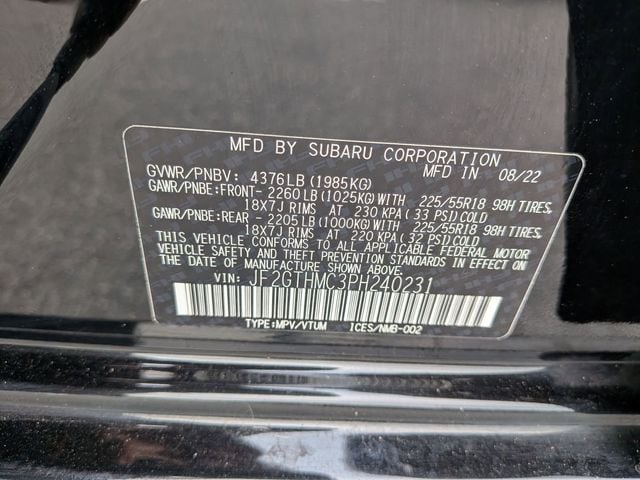 MFD BY SUBARU CORPORATION
GVWR/PNBV: 4376LB(1985KG) MFD IN 08/22
GAWR/PNBE:FRONT- 2260LB(1025KG)WITH 225/55R18 98H TIRES,
18X7J RIMS AT 230 KPA(33 PSI)COLD
GAWR/PNBE:REAR - 2205LB(1000KG)WITH 225/55R18 98H TIRES,
18X7J RIMS AT 220 KPA(32 PSI)COLD
THIS VEHICLE CONFORMS TO ALL APPLICABLE FEDERAL MOTOR
VEHICLE SAFETY AND THEFT PREVENTION STANDARDS IN EFFECT ON
THE DATE OF MANUFACTURE SHOWN ABOVE.
VIN: JF2GTHMC3PH240231
TYPE:MPV/VTUM ICES/NMB-002